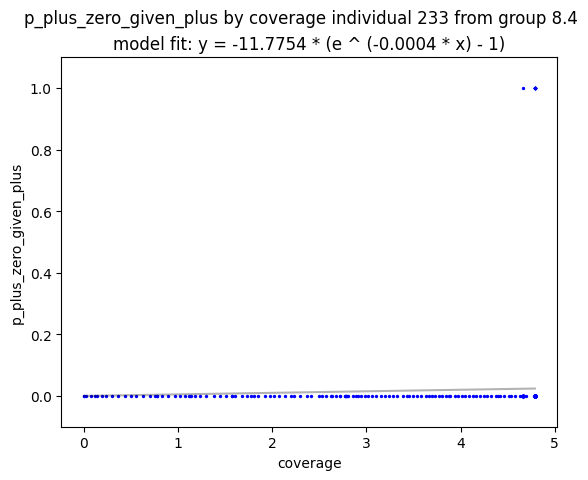 p_plus_zero_given_plus by coverage individual 233 from group 8.4
model fit: y = -11.7754 * (e ^ (-0.0004 * x) - 1)
1.0
0.8
0.6
0.4
0.2
0.0
p_plus_zero_given_plus
0 1 2 3 4 5
coverage